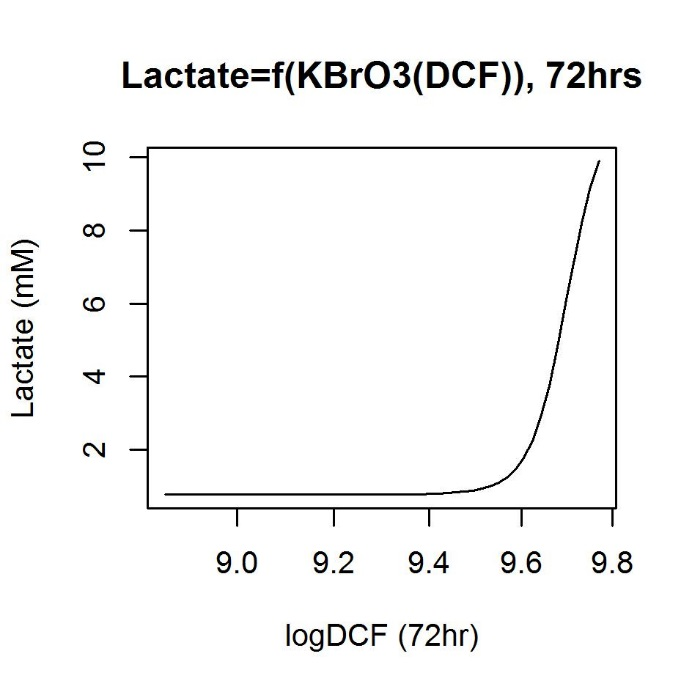 Lactate=f(KBrO3(DCF)), 72hrs
10
8
6
4
2
Lactate (mM)
9.0 9.2 9.4 9.6 9.8
logDCF (72hr)